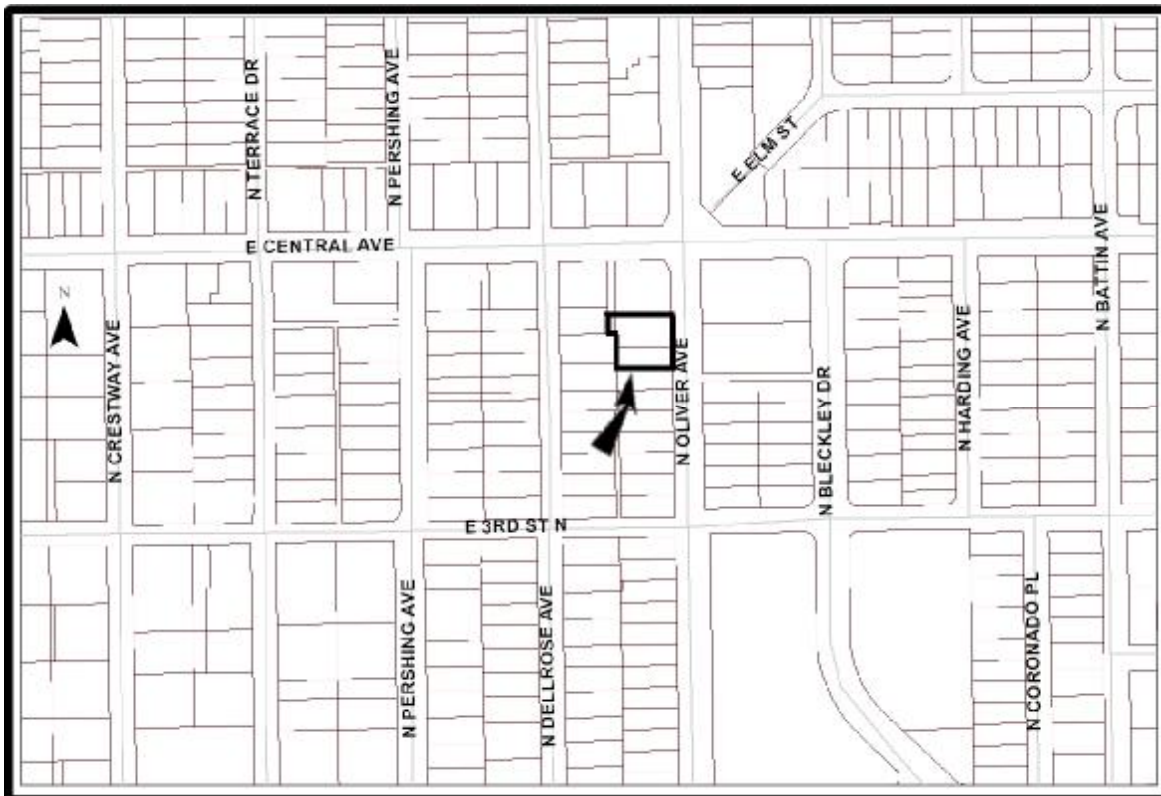 N TERRACE DR
N PERSHING AVE
E ELM ST
E CENTRAL AVE
N BATTIN AVE
N
N CRESTWAY AVE
N OLIVER AVE
N HARDING AVE
N BLECKLEY DR
E 3RD ST N
N PERSHING AVE
N DELLROSE AVE
N CORONADO PL